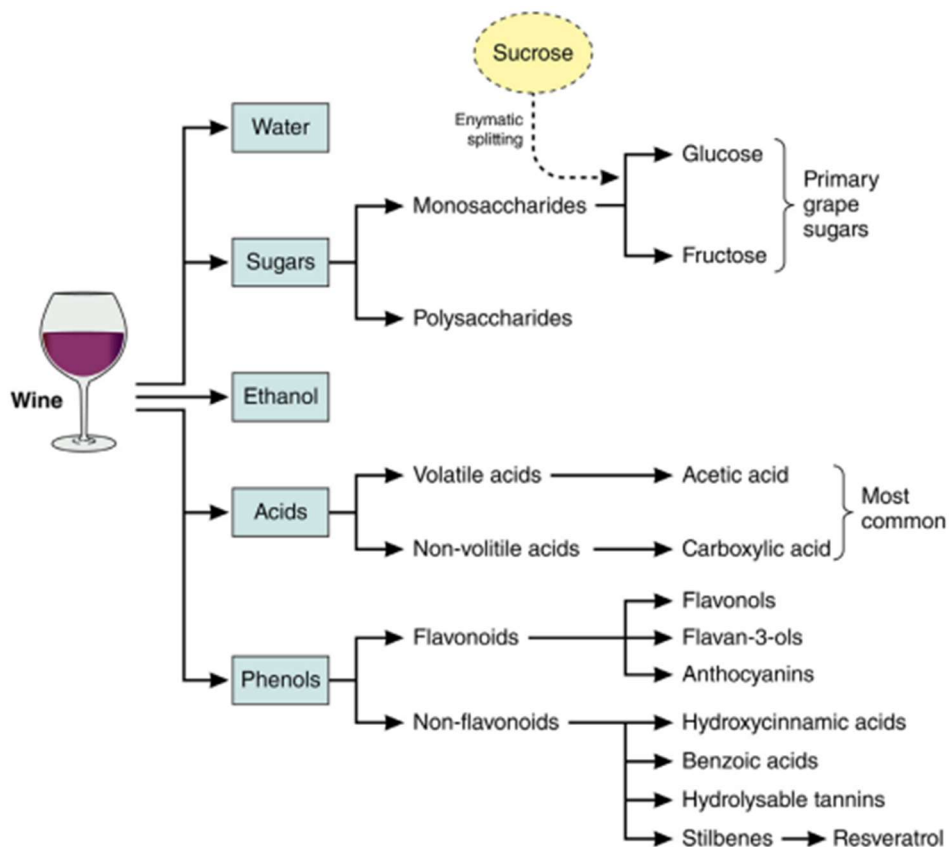 Sucrose
Enymatic
splitting
Water
Glucose
Primary
grape
sugars
Monosaccharides
Sugars
Fructose
Polysaccharides
Wine
Ethanol
Volatile acids
Acetic acid
Most
common
Acids
Non-volitile acids
Carboxylic acid
Flavonols
Flavonoids
Flavan-3-ols
Anthocyanins
Phenols
Non-flavonoids
Hydroxycinnamic acids
Benzoic acids
Hydrolysable tannins
Stilbenes
Resveratrol